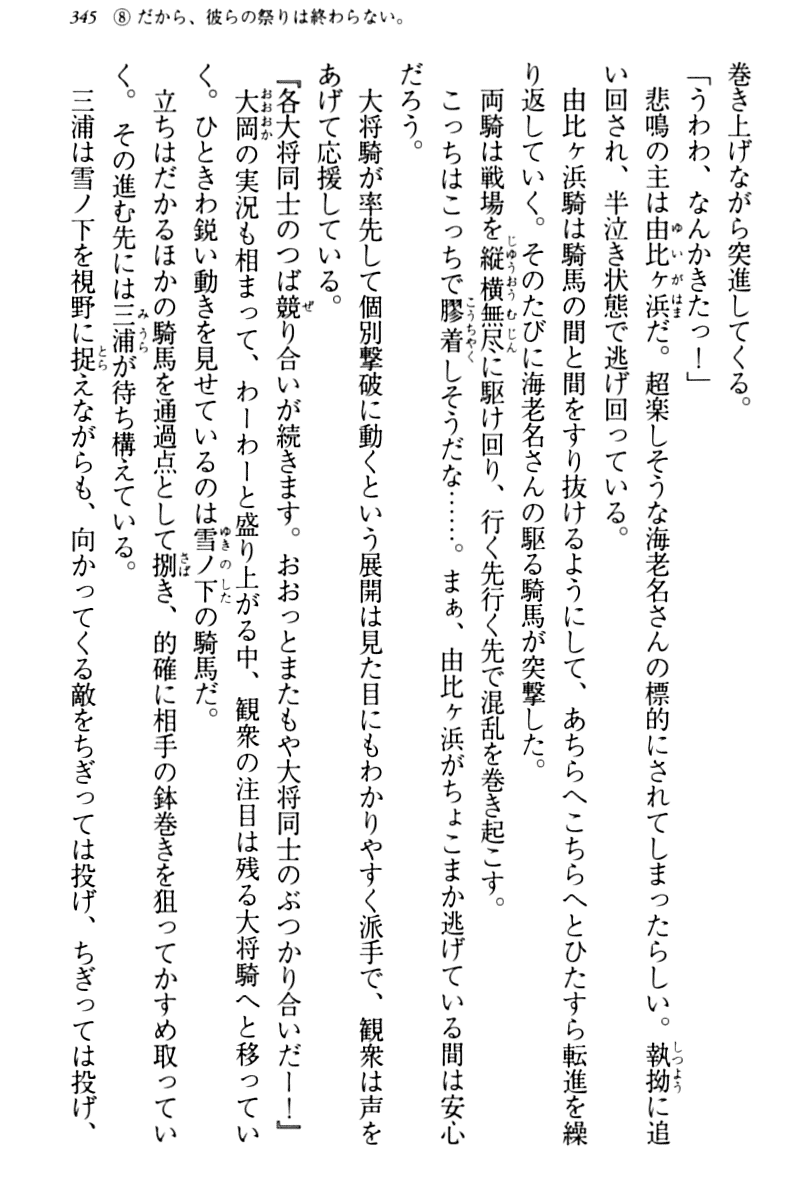 345 ⑧ だから、彼らの祭りは終わらない。
巻き上げながら突進してくる。
「うわわ、なんかきたっ！」
悲鳴の主は由比ヶ浜だ。超楽しそうな海老名さんの標的にされてしまったらしい。執拗に追
い回され、半泣き状態で逃げ回っている。
由比ヶ浜騎は騎馬の間と間をすり抜けるようにして、あちらへこちらへとひたすら転進を繰
り返していく。そのたびに海老名さんの駆る騎馬が突撃した。
両騎は戦場を縦横無尽に駆け回り、行く先行く先で混乱を巻き起こす。
こっちはこっちで膠着しそうだな……。まぁ、由比ヶ浜がちょこまか逃げている間は安心
だろう。
大将騎が率先して個別撃破に動くという展開は見た目にもわかりやすく派手で、観衆は声を
あげて応援している。
『各大将同士のつば競り合いが続きます。おおっとまたもや大将同士のぶつかり合いだー！』
大岡の実況も相まって、わーわーと盛り上がる中、観衆の注目は残る大将騎へと移ってい
く。ひときわ鋭い動きを見せているのは雪ノ下の騎馬だ。
立ちはだかるほかの騎馬を通過点として捌き、的確に相手の鉢巻きを狙ってかすめ取ってい
く。その進む先には三浦が待ち構えている。
三浦は雪ノ下を視野に捉えながらも、向かってくる敵をちぎっては投げ、ちぎっては投げ、